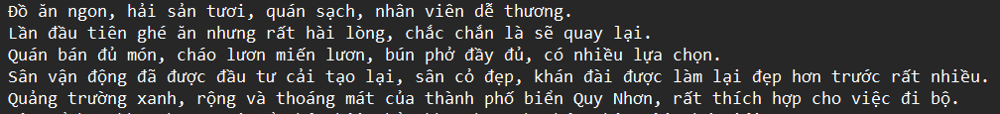 Đồ ăn ngon, hải sản tươi, quán sạch, nhân viên dễ thương.
Lần đầu tiên ghé ăn nhưng rất hài lòng, chắc chắn là sẽ quay lại.
Quán bán đủ món, cháo lươn miến lươn, bún phở đầy đủ, có nhiều lựa chọn.
Sân vận động đã được đầu tư cải tạo lại, sân cỏ đẹp, khán đài được làm lại đẹp hơn trước rất nhiều.
Quảng trường xanh, rộng và thoáng mát của thành phố biển Quy Nhơn, rất thích hợp cho việc đi bộ.